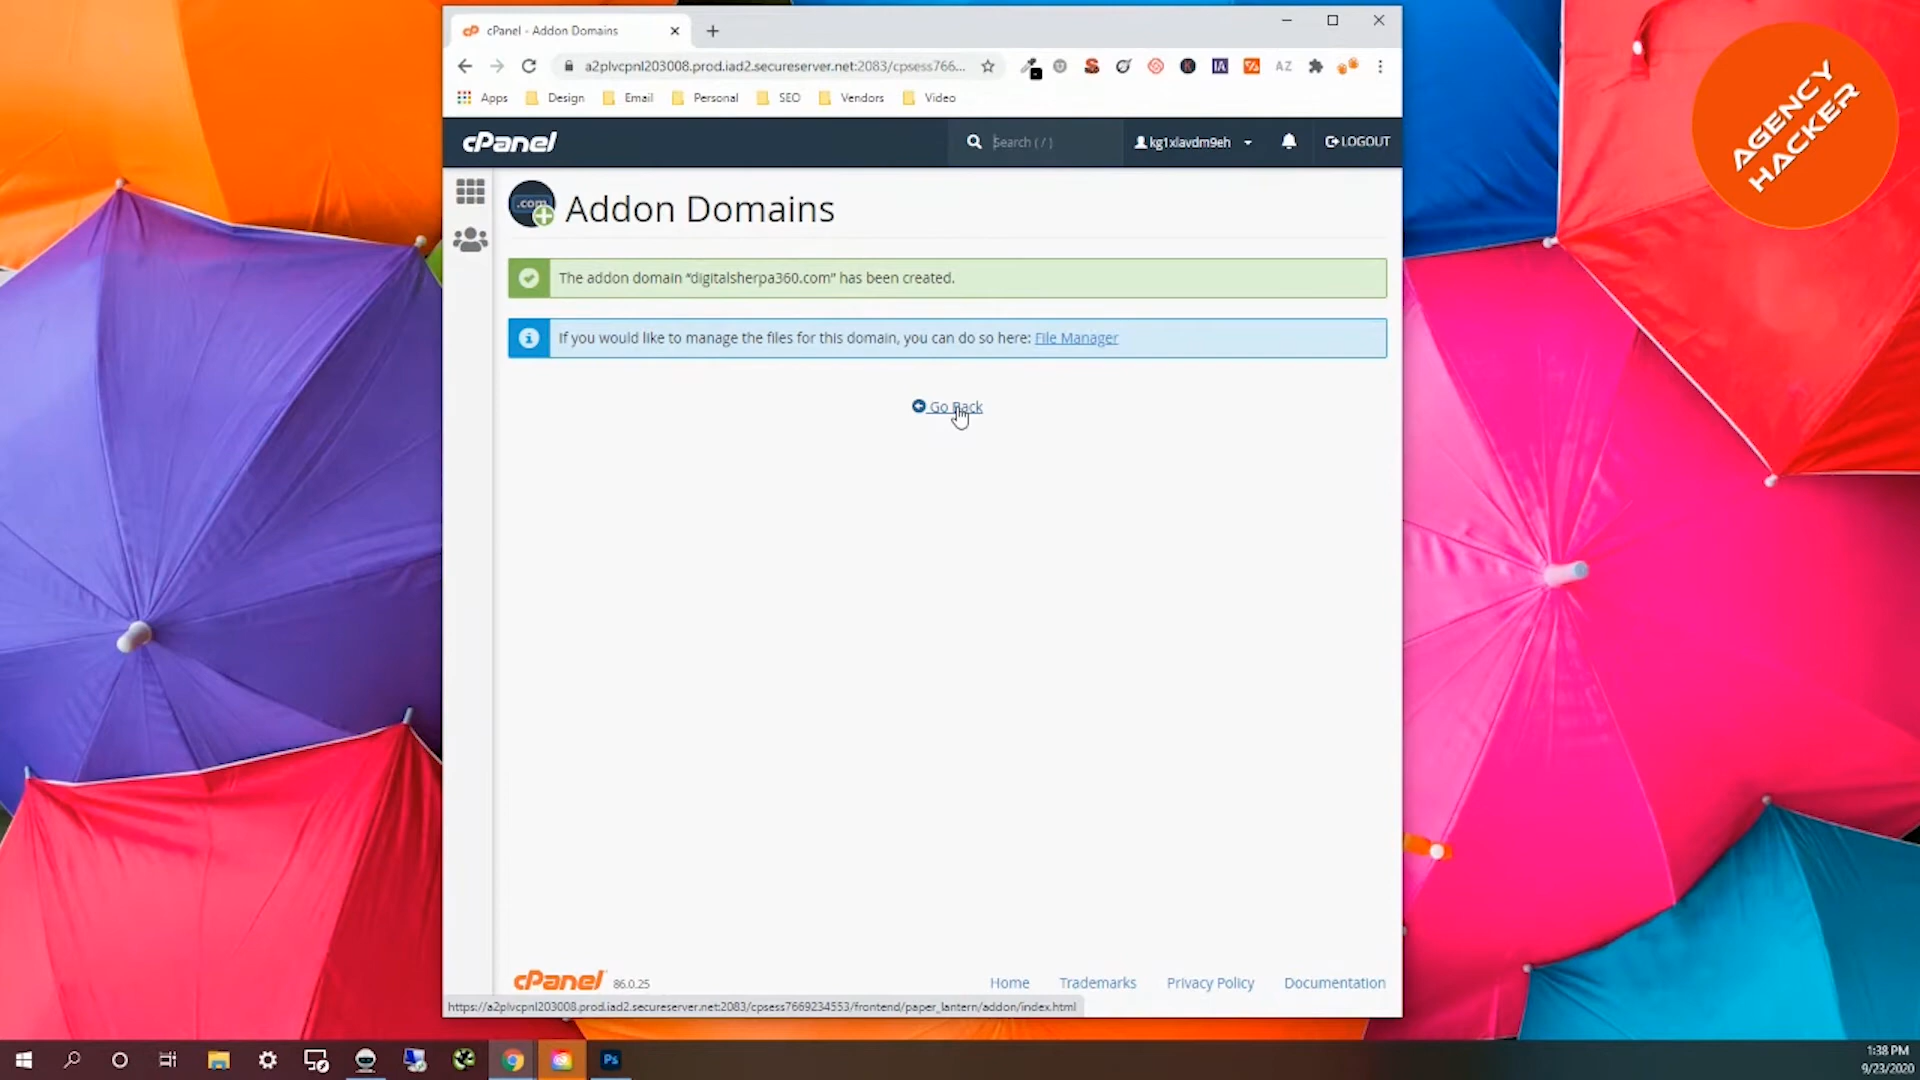 cPanel - Addon Domains
a2plvcpnl203008.prod.iad2.secureserver.net:2083/cpsess766...
AZ
Apps Design Email Personal SEO Vendors Video
cPanel Search ( / ) kg1xlavdm9eh LOGOUT
.com Addon Domains
The addon domain “digitalsherpa360.com” has been created.
If you would like to manage the files for this domain, you can do so here: File Manager
Go Back
cPanel 86.0.25 Home Trademarks Privacy Policy Documentation
https://a2plvcpnl203008.prod.iad2.secureserver.net:2083/cpsess7669234553/frontend/paper_lantern/addon/index.html
AGENCY
HACKER
Ps
1:38 PM
9/23/2020